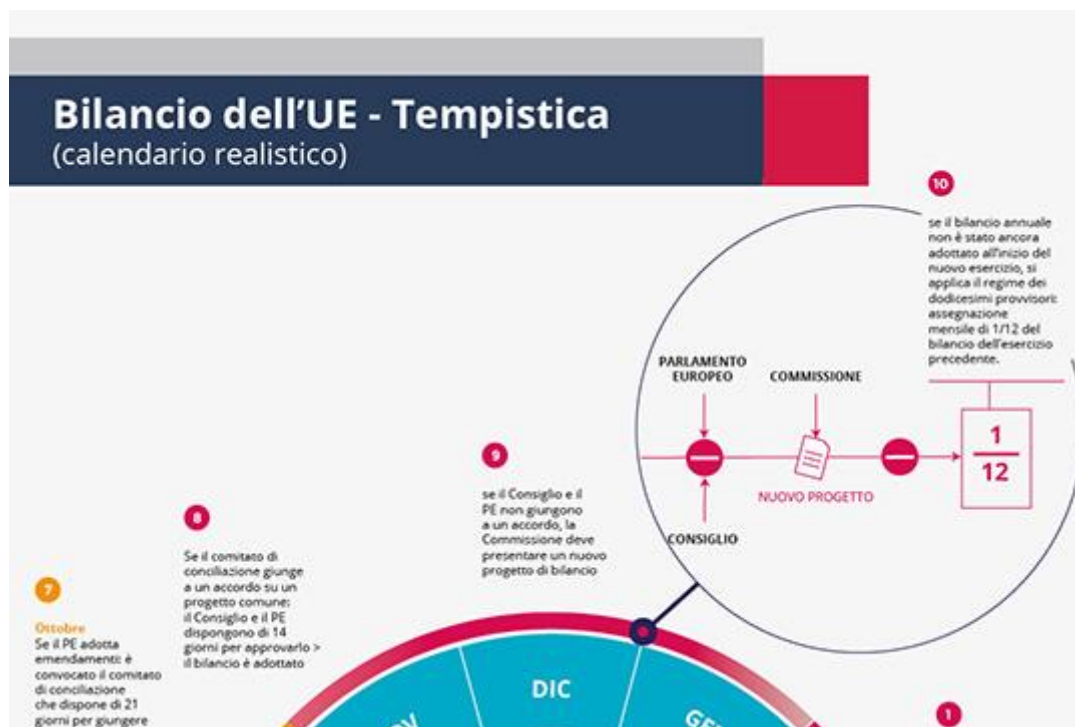 Bilancio dell'UE - Tempistica
(calendario realistico)
10
se il bilancio annuale
non è stato ancora
adottato all'inizio del
nuovo esercizio, si
applica il regime dei
dodicesimi provvisori:
assegnazione
mensile di 1/12 del
bilancio dell'esercizio
precedente.
PARLAMENTO
EUROPEO
COMMISSIONE
1
12
NUOVO PROGETTO
CONSIGLIO
9
se il Consiglio e il
PE non giungono
a un accordo, la
Commissione deve
presentare un nuovo
progetto di bilancio
8
Se il comitato di
conciliazione giunge
a un accordo su un
progetto comune:
il Consiglio e il PE
dispongono di 14
giorni per approvarlo >
il bilancio è adottato
7
Ottobre
Se il PE adotta
emendamenti: è
convocato il comitato
di conciliazione
che dispone di 21
giorni per giungere
DIC
1